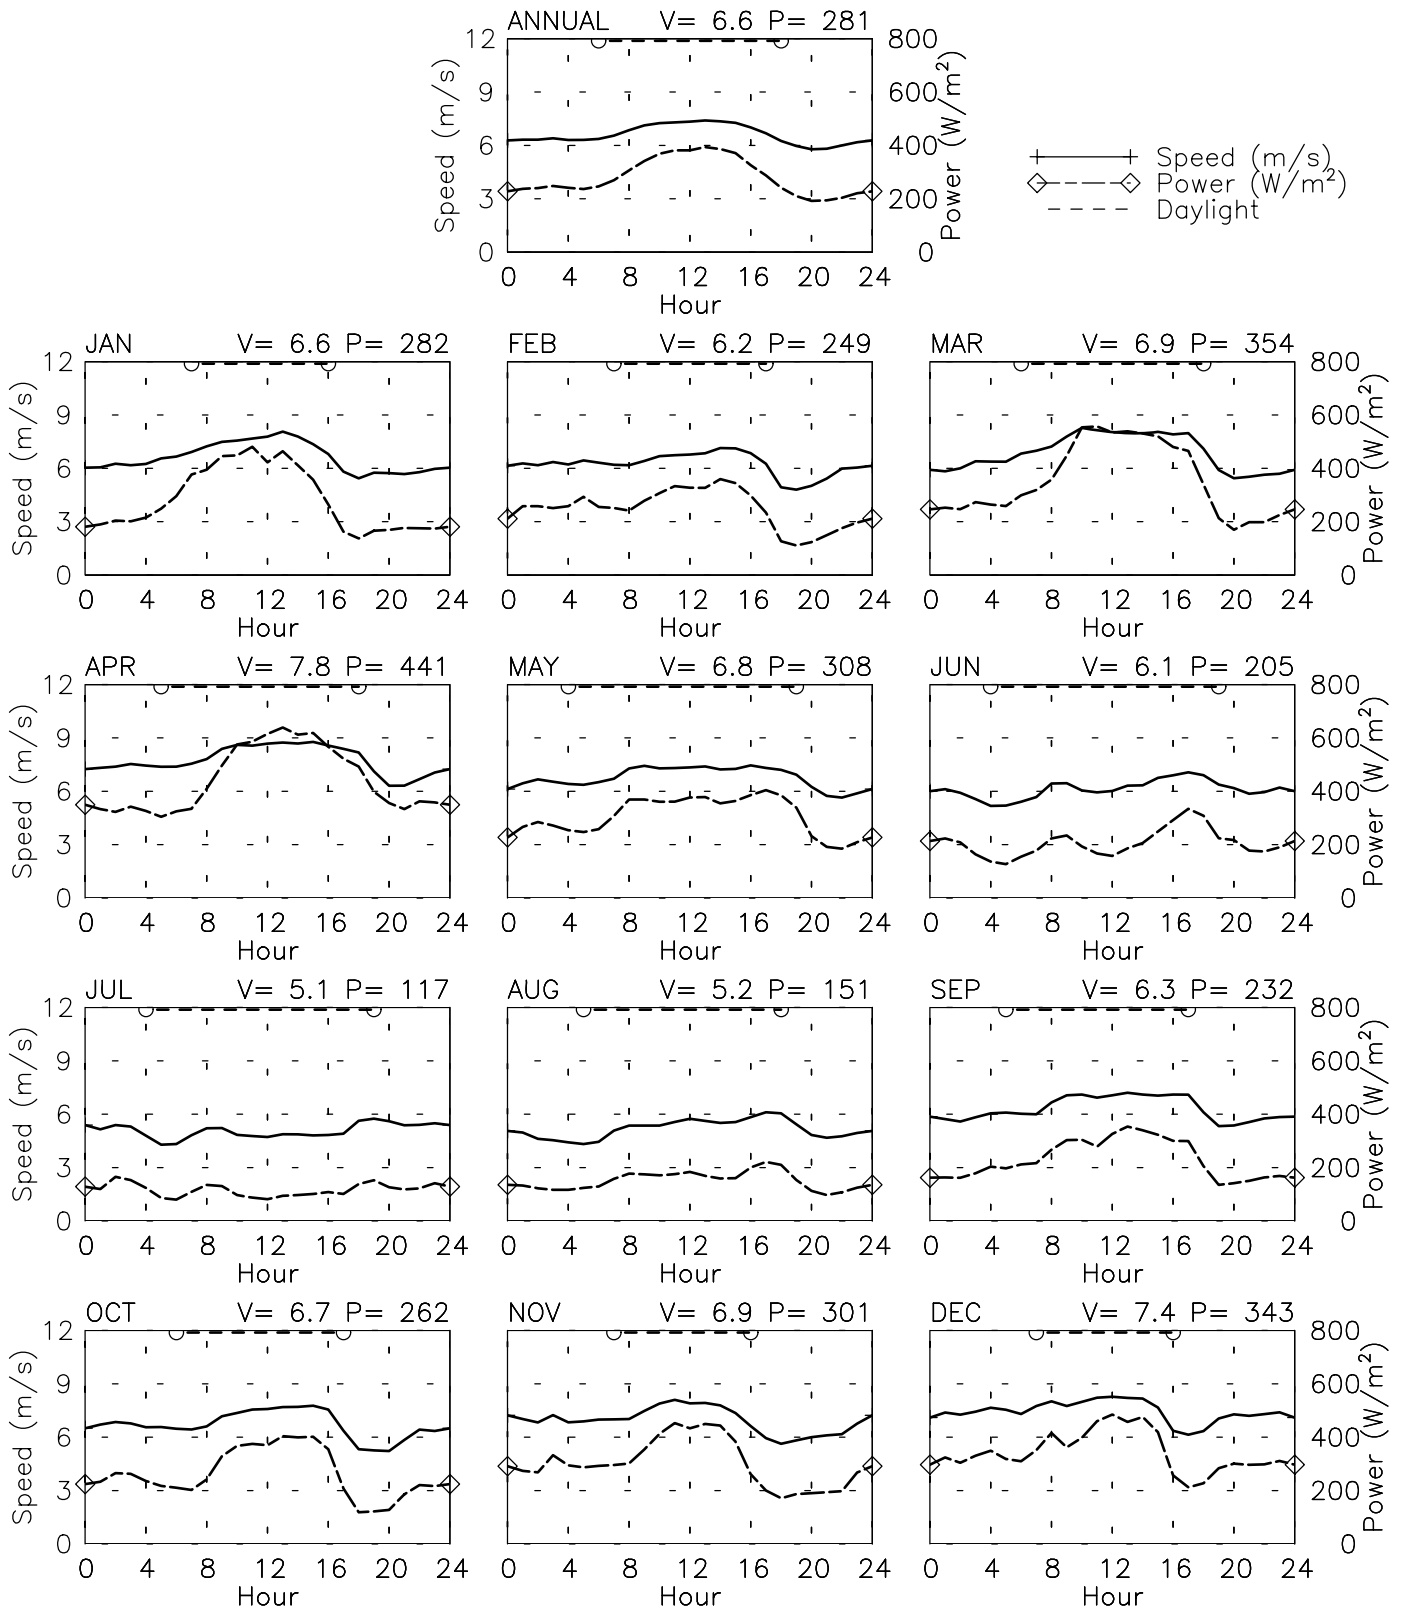 ANNUAL V= 6.6 P= 281
12 9 6 3 0
Speed (m/s)
800 600 400 200 0
Power (W/m²)
0 4 8 12 16 20 24
Hour
Speed (m/s)
Power (W/m²)
Daylight
JAN V= 6.6 P= 282
12 9 6 3 0
Speed (m/s)
0 4 8 12 16 20 24
Hour
FEB V= 6.2 P= 249
0 4 8 12 16 20 24
Hour
MAR V= 6.9 P= 354
800 600 400 200 0
Power (W/m²)
0 4 8 12 16 20 24
Hour
APR V= 7.8 P= 441
12 9 6 3 0
Speed (m/s)
0 4 8 12 16 20 24
Hour
MAY V= 6.8 P= 308
0 4 8 12 16 20 24
Hour
JUN V= 6.1 P= 205
800 600 400 200 0
Power (W/m²)
0 4 8 12 16 20 24
Hour
JUL V= 5.1 P= 117
12 9 6 3 0
Speed (m/s)
0 4 8 12 16 20 24
Hour
AUG V= 5.2 P= 151
0 4 8 12 16 20 24
Hour
SEP V= 6.3 P= 232
800 600 400 200 0
Power (W/m²)
0 4 8 12 16 20 24
Hour
OCT V= 6.7 P= 262
12 9 6 3 0
Speed (m/s)
0 4 8 12 16 20 24
Hour
NOV V= 6.9 P= 301
0 4 8 12 16 20 24
Hour
DEC V= 7.4 P= 343
800 600 400 200 0
Power (W/m²)
0 4 8 12 16 20 24
Hour